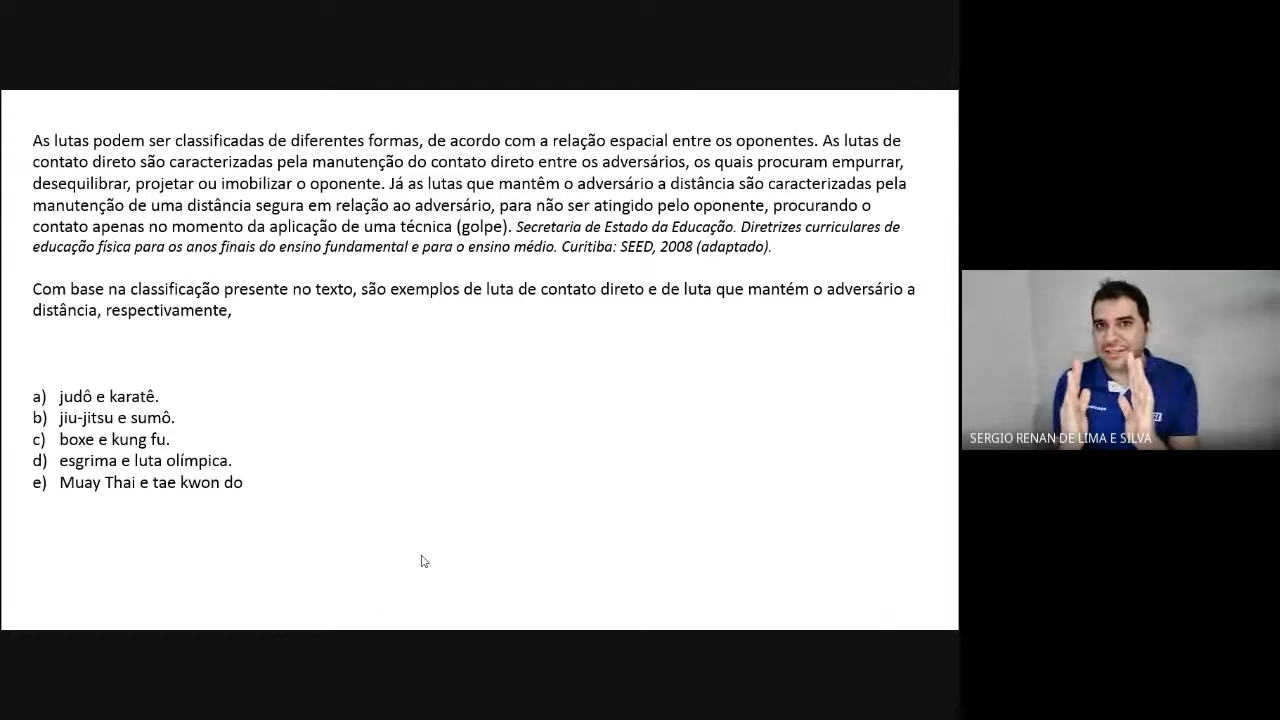 As lutas podem ser classificadas de diferentes formas, de acordo com a relação espacial entre os oponentes. As lutas de
contato direto são caracterizadas pela manutenção do contato direto entre os adversários, os quais procuram empurrar,
desequilibrar, projetar ou imobilizar o oponente. Já as lutas que mantêm o adversário a distância são caracterizadas pela
manutenção de uma distância segura em relação ao adversário, para não ser atingido pelo oponente, procurando o
contato apenas no momento da aplicação de uma técnica (golpe). Secretaria de Estado da Educação. Diretrizes curriculares de
educação física para os anos finais do ensino fundamental e para o ensino médio. Curitiba: SEED, 2008 (adaptado).
Com base na classificação presente no texto, são exemplos de luta de contato direto e de luta que mantém o adversário a
distância, respectivamente,
a) judô e karatê.
b) jiu-jitsu e sumô.
c) boxe e kung fu.
d) esgrima e luta olímpica.
e) Muay Thai e tae kwon do
SERGIO RENAN DE LIMA E SILVA